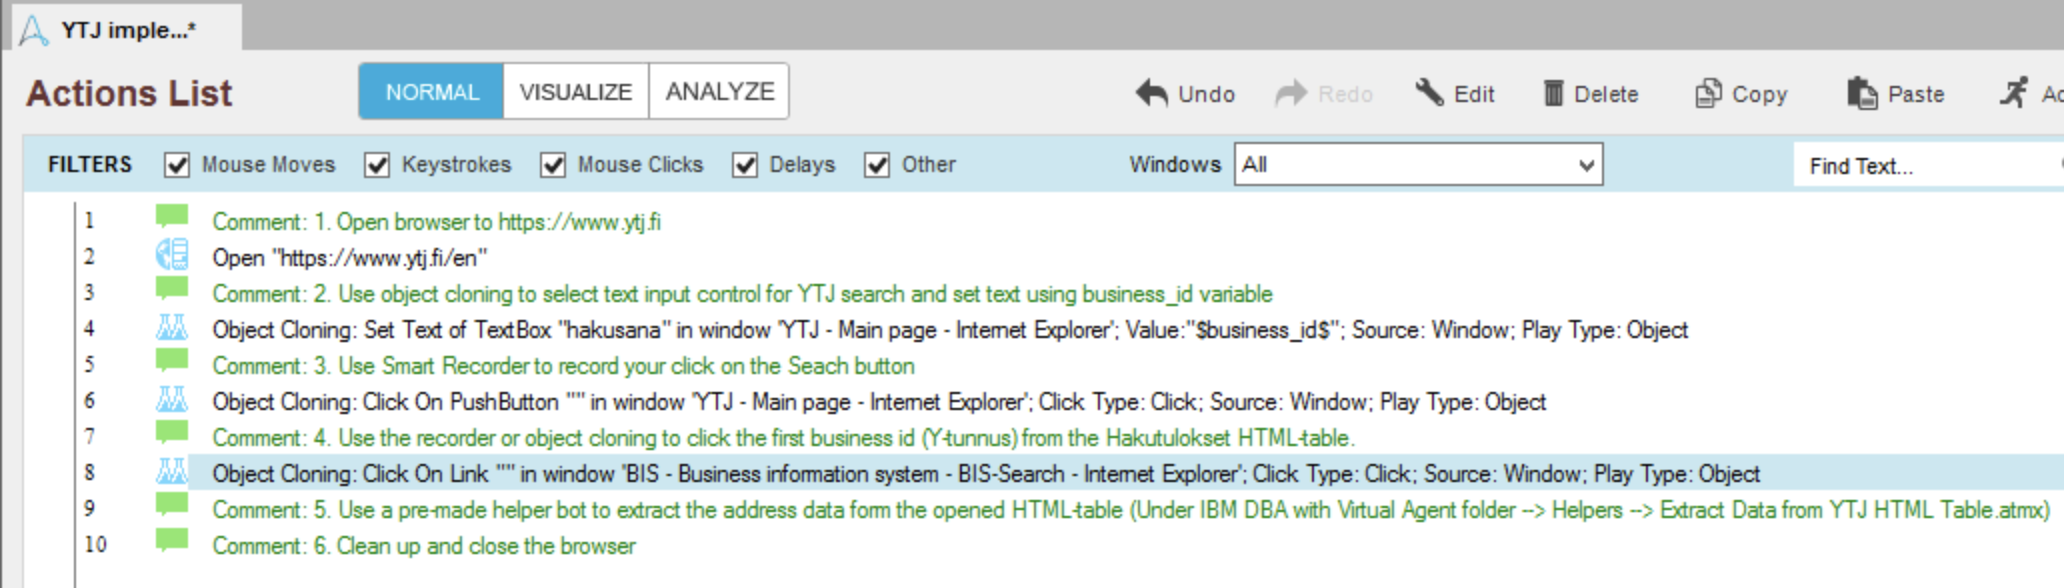 YTJ imple...*
Actions List NORMAL VISUALIZE ANALYZE Undo Redo Edit Delete Copy Paste Ac
FILTERS Mouse Moves Keystrokes Mouse Clicks Delays Other Windows All Find Text...
1 Comment: 1. Open browser to https://www.ytj.fi
2 Open "https://www.ytj.fi/en"
3 Comment: 2. Use object cloning to select text input control for YTJ search and set text using business_id variable
4 Object Cloning: Set Text of TextBox "hakusana" in window 'YTJ - Main page - Internet Explorer'; Value:"$business_id$"; Source: Window; Play Type: Object
5 Comment: 3. Use Smart Recorder to record your click on the Seach button
6 Object Cloning: Click On PushButton "" in window 'YTJ - Main page - Internet Explorer'; Click Type: Click; Source: Window; Play Type: Object
7 Comment: 4. Use the recorder or object cloning to click the first business id (Y-tunnus) from the Hakutulokset HTML-table.
8 Object Cloning: Click On Link "" in window 'BIS - Business information system - BIS-Search - Internet Explorer'; Click Type: Click; Source: Window; Play Type: Object
9 Comment: 5. Use a pre-made helper bot to extract the address data form the opened HTML-table (Under IBM DBA with Virtual Agent folder --> Helpers --> Extract Data from YTJ HTML Table.atmx)
10 Comment: 6. Clean up and close the browser